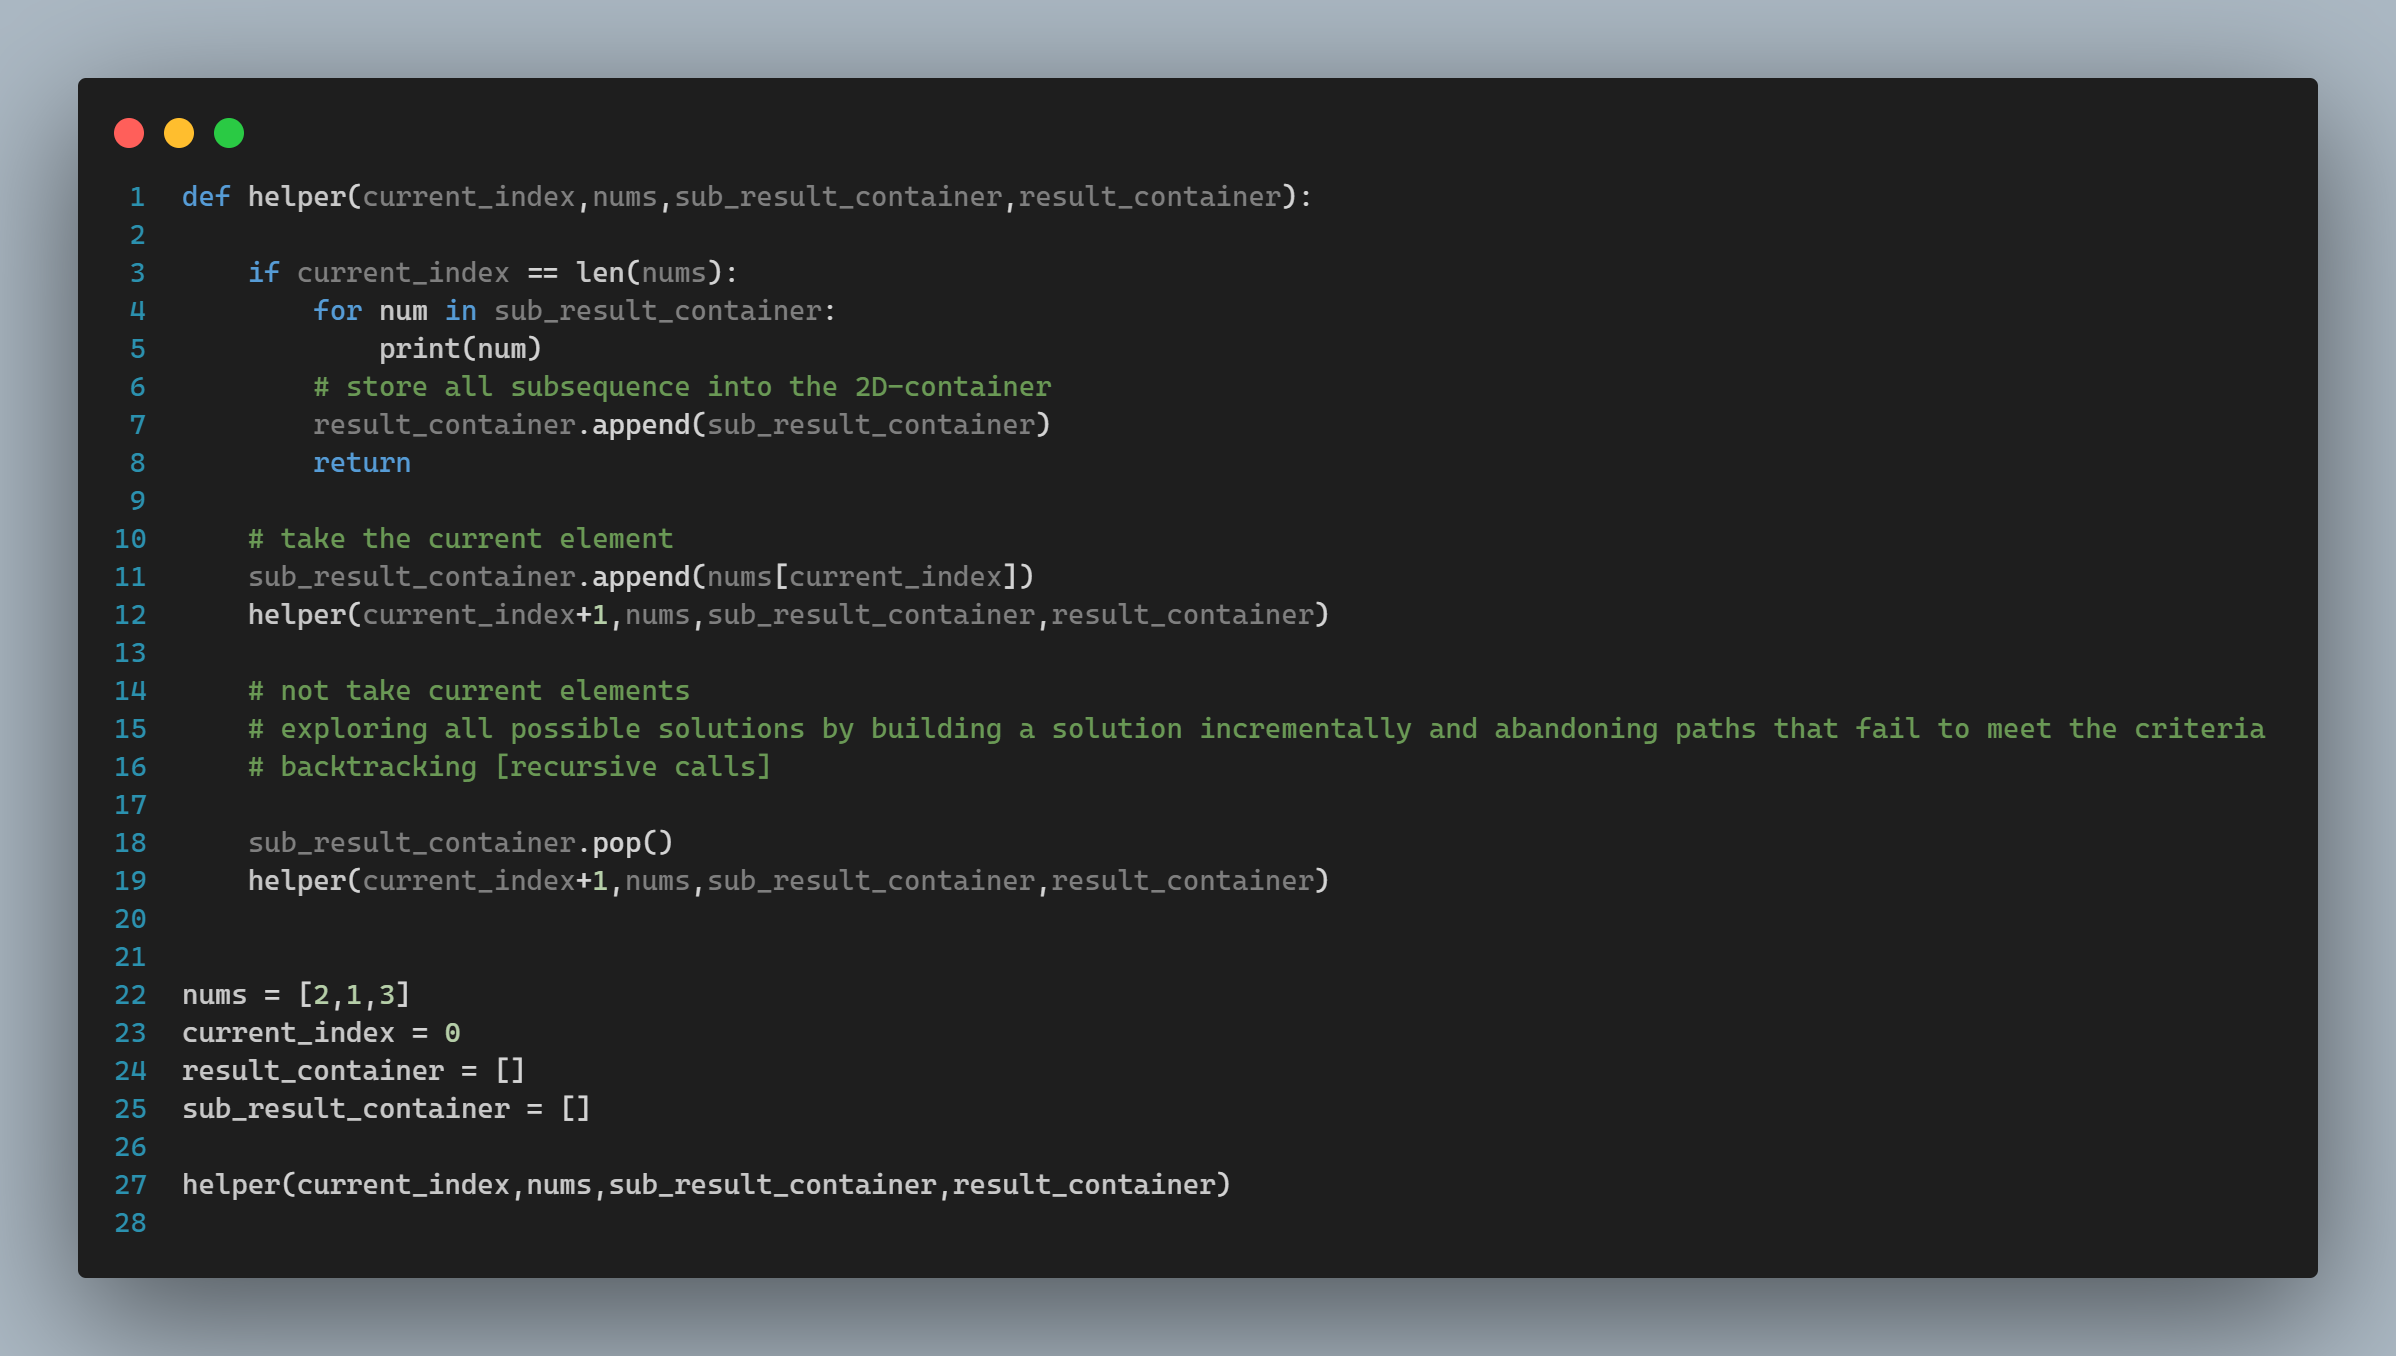 1 def helper(current_index,nums,sub_result_container,result_container):
2
3     if current_index == len(nums):
4         for num in sub_result_container:
5             print(num)
6         # store all subsequence into the 2D-container
7         result_container.append(sub_result_container)
8         return
9
10     # take the current element
11     sub_result_container.append(nums[current_index])
12     helper(current_index+1,nums,sub_result_container,result_container)
13
14     # not take current elements
15     # exploring all possible solutions by building a solution incrementally and abandoning paths that fail to meet the criteria
16     # backtracking [recursive calls]
17
18     sub_result_container.pop()
19     helper(current_index+1,nums,sub_result_container,result_container)
20
21
22 nums = [2,1,3]
23 current_index = 0
24 result_container = []
25 sub_result_container = []
26
27 helper(current_index,nums,sub_result_container,result_container)
28